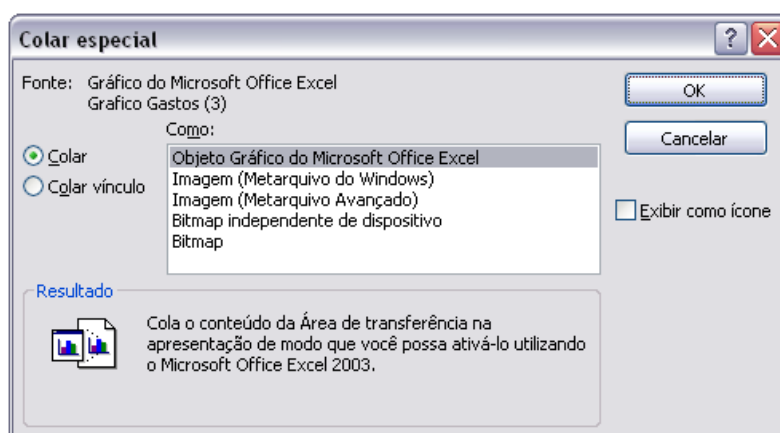 Colar especial
Fonte: Gráfico do Microsoft Office Excel
Grafico Gastos (3)
OK
Cancelar
Como:
Colar
Colar vínculo
Objeto Gráfico do Microsoft Office Excel
Imagem (Metarquivo do Windows)
Imagem (Metarquivo Avançado)
Bitmap independente de dispositivo
Bitmap
Exibir como ícone
Resultado
Cola o conteúdo da Área de transferência na
apresentação de modo que você possa ativá-lo utilizando
o Microsoft Office Excel 2003.